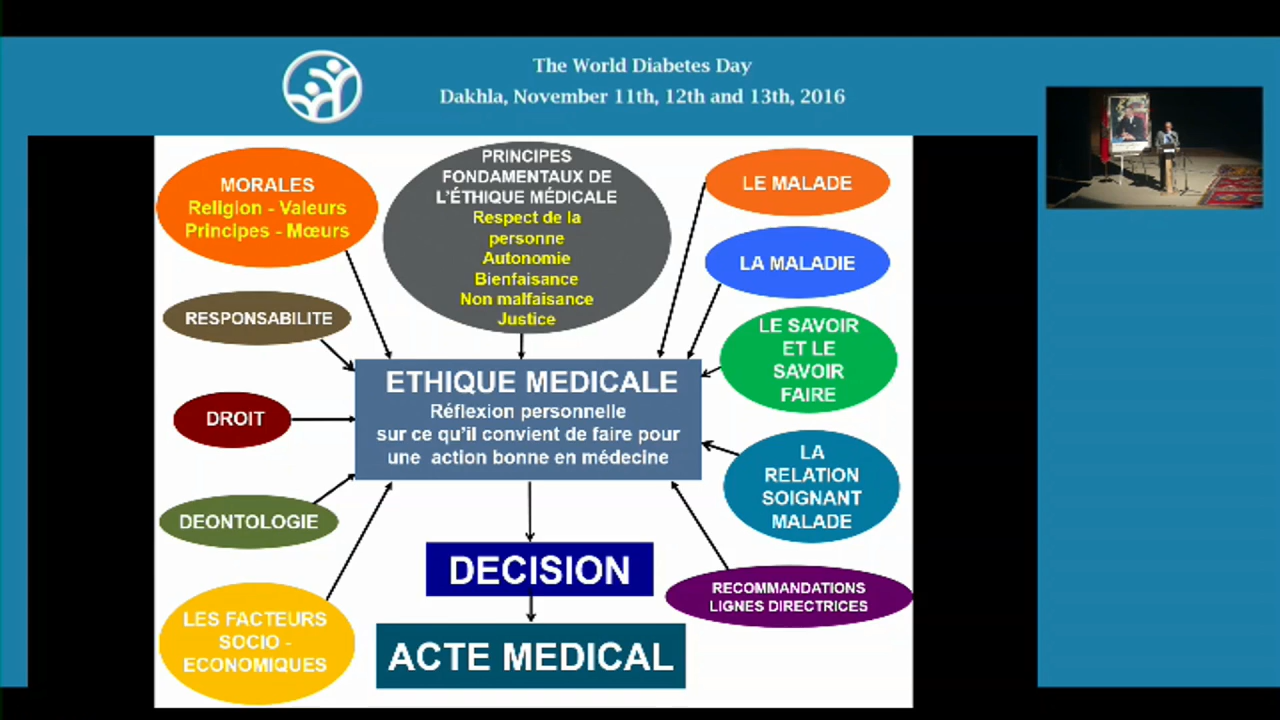 The World Diabetes Day
Dakhla, November 11th, 12th and 13th, 2016
MORALES
Religion - Valeurs
Principes - Mœurs
PRINCIPES
FONDAMENTAUX DE
L'ÉTHIQUE MÉDICALE
Respect de la
personne
Autonomie
Bienfaisance
Non malfaisance
Justice
LE MALADE
LA MALADIE
RESPONSABILITE
LE SAVOIR
ET LE
SAVOIR
FAIRE
ETHIQUE MEDICALE
Réflexion personnelle
sur ce qu'il convient de faire pour
une action bonne en médecine
DROIT
LA
RELATION
SOIGNANT
MALADE
DEONTOLOGIE
DECISION
RECOMMANDATIONS
LIGNES DIRECTRICES
LES FACTEURS
SOCIO -
ECONOMIQUES
ACTE MEDICAL